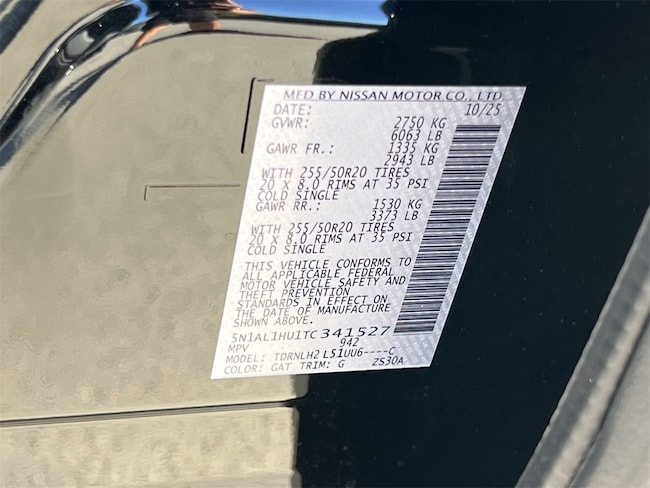 MFD BY NISSAN MOTOR CO., LTD
DATE: 10/25
GVWR: 2750 KG
6063 LB
GAWR FR.: 1335 KG
2943 LB
WITH 255/50R20 TIRES
20 X 8.0 RIMS AT 35 PSI
COLD SINGLE
GAWR RR.: 1530 KG
3373 LB
WITH 255/50R20 TIRES
20 X 8.0 RIMS AT 35 PSI
COLD SINGLE
THIS VEHICLE CONFORMS TO
ALL APPLICABLE FEDERAL
MOTOR VEHICLE SAFETY AND
THEFT PREVENTION
STANDARDS IN EFFECT ON
THE DATE OF MANUFACTURE
SHOWN ABOVE.
5N1AL1HU1TC341527
MPV 942
MODEL: TDRNLH2 L51UU6----C
COLOR: GAT TRIM: G ZS30A